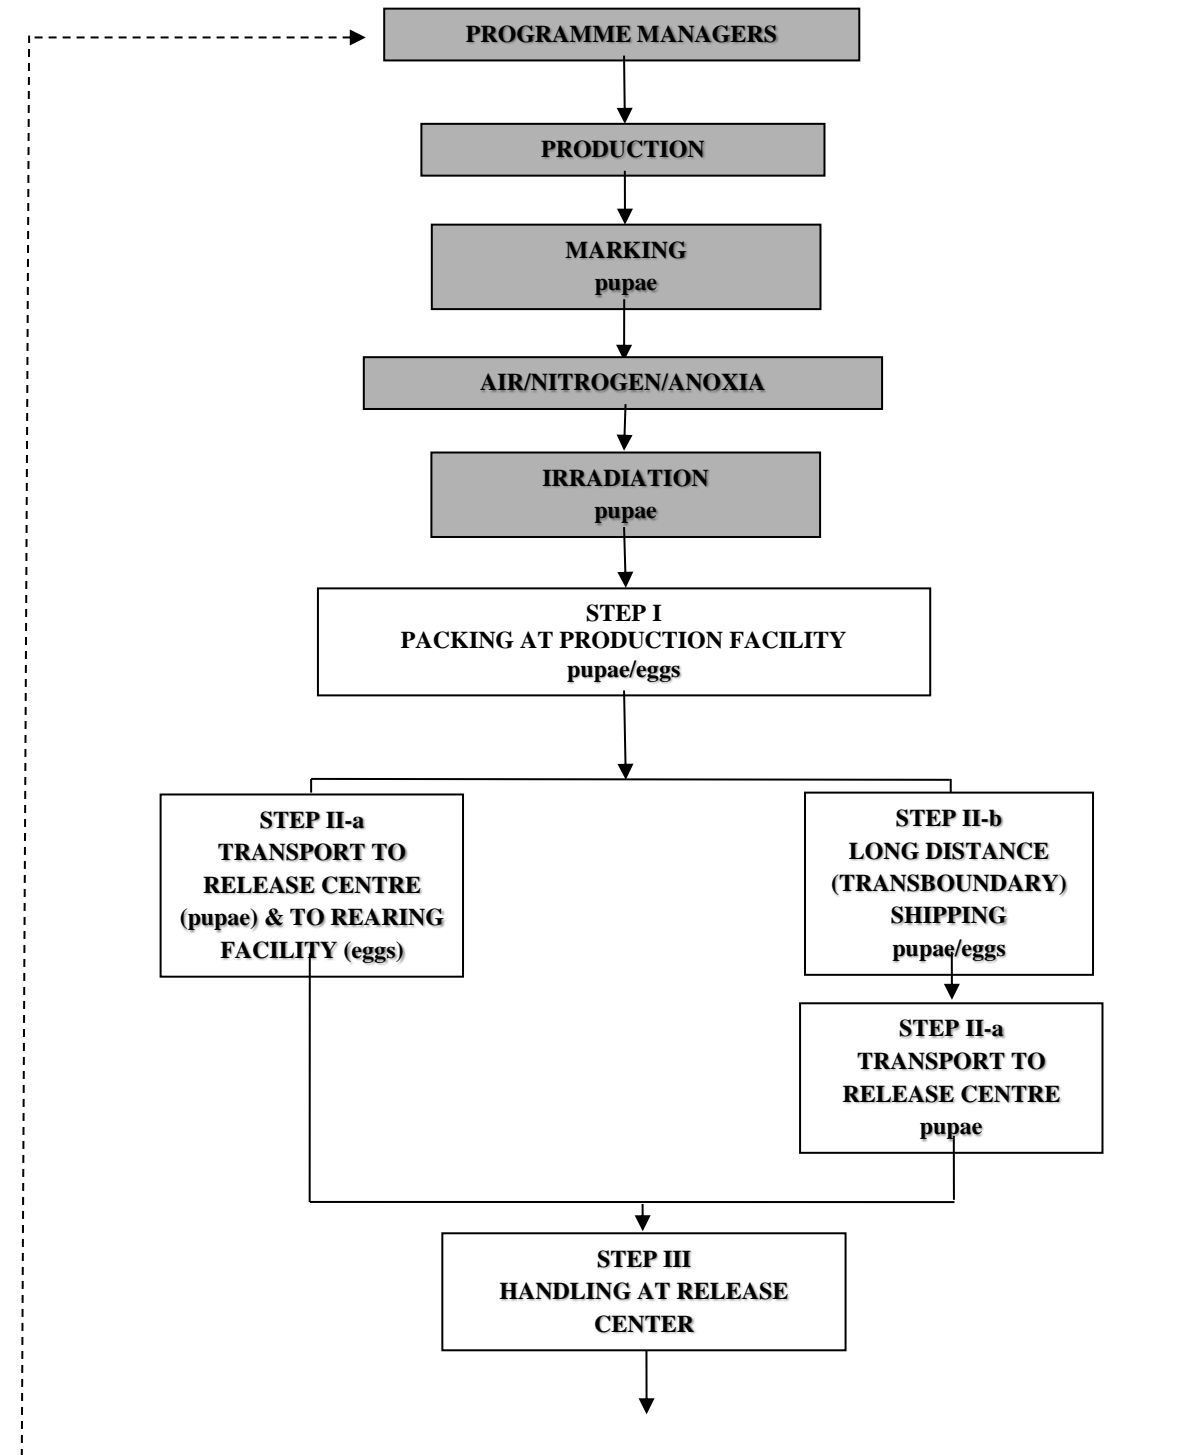 PROGRAMME MANAGERS
PRODUCTION
MARKING
pupae
AIR/NITROGEN/ANOXIA
IRRADIATION
pupae
STEP I
PACKING AT PRODUCTION FACILITY
pupae/eggs
STEP II-a
TRANSPORT TO
RELEASE CENTRE
(pupae) & TO REARING
FACILITY (eggs)
STEP II-b
LONG DISTANCE
(TRANSBOUNDARY)
SHIPPING
pupae/eggs
STEP II-a
TRANSPORT TO
RELEASE CENTRE
pupae
STEP III
HANDLING AT RELEASE
CENTER